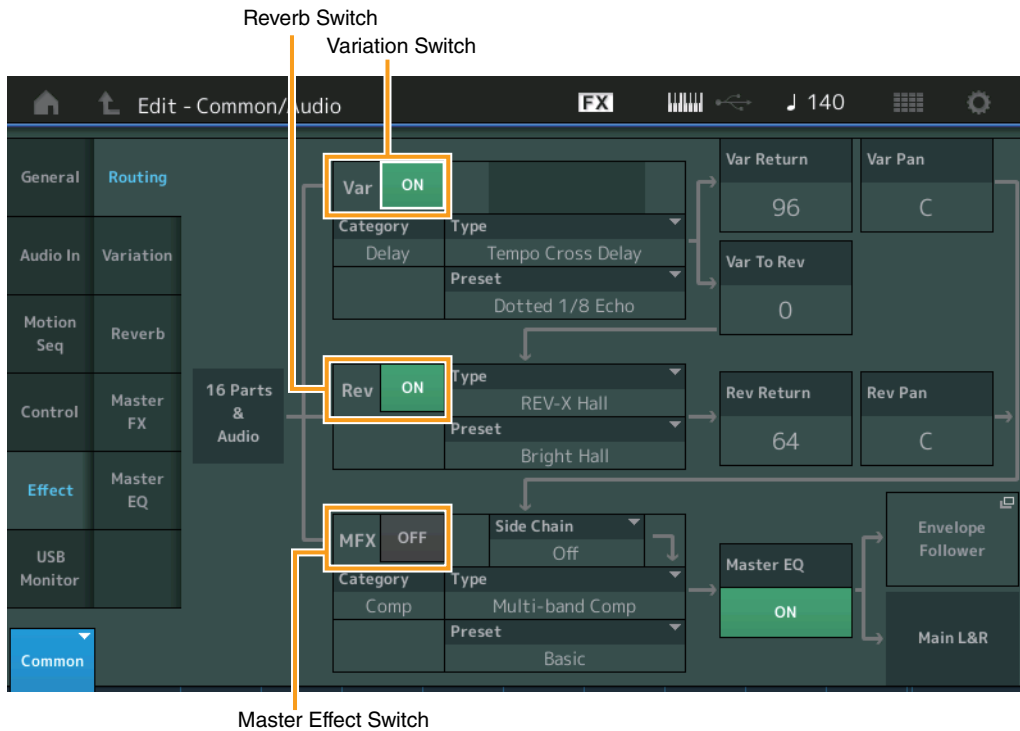 Reverb Switch
Variation Switch
Edit - Common/Audio
FX
♩ 140
General
Routing
Var
ON
Var Return
96
Var Pan
C
Category
Delay
Type
Tempo Cross Delay
Preset
Dotted 1/8 Echo
Audio In
Variation
Var To Rev
0
Motion
Seq
Reverb
16 Parts
&
Audio
Rev
ON
Type
REV-X Hall
Preset
Bright Hall
Rev Return
64
Rev Pan
C
Control
Master
FX
Effect
Master
EQ
MFX
OFF
Side Chain
Off
Category
Comp
Type
Multi-band Comp
Preset
Basic
Master EQ
ON
Envelope
Follower
Main L&R
USB
Monitor
Common
Master Effect Switch